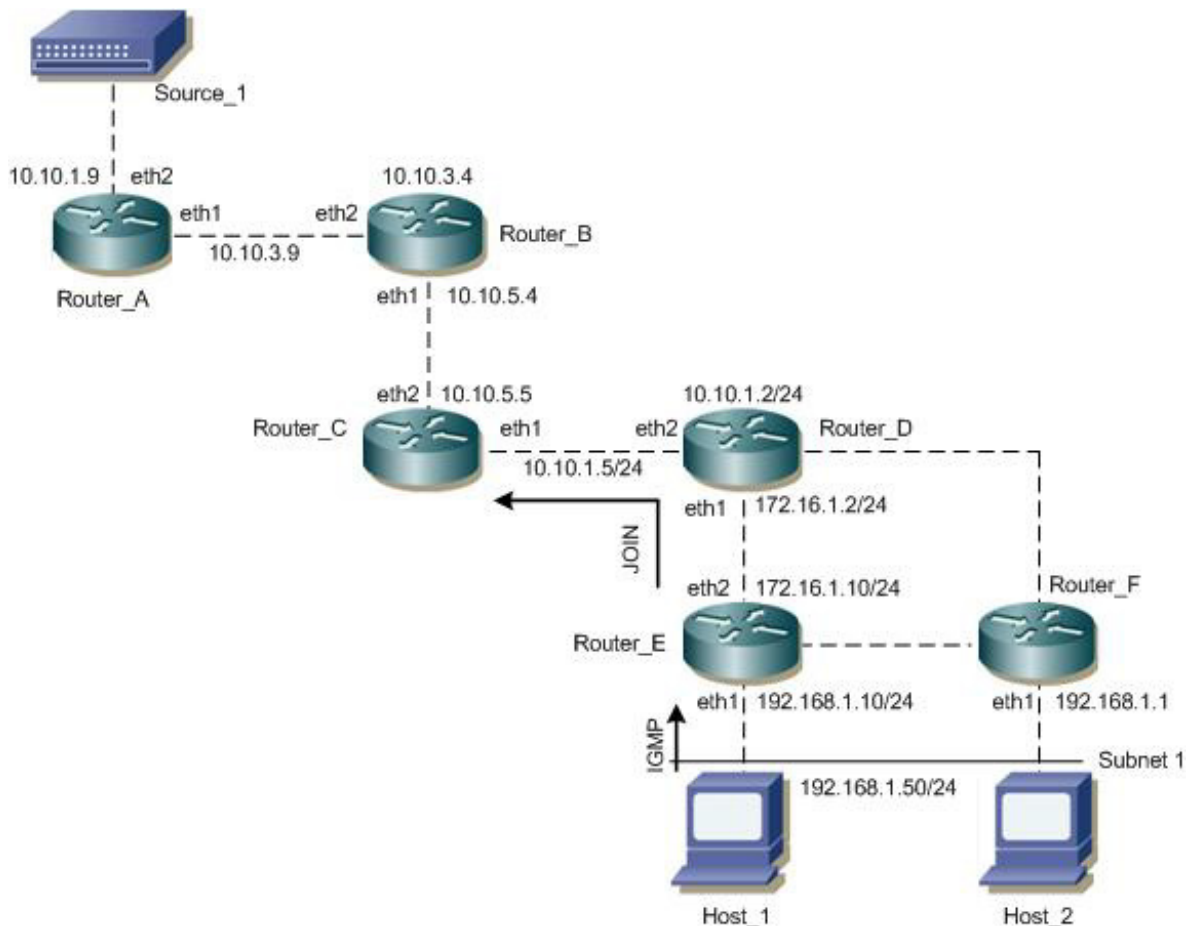 Source_1
10.10.1.9 eth2
10.10.3.4
eth1 eth2
Router_B
10.10.3.9
Router_A
eth1 10.10.5.4
eth2 10.10.5.5
10.10.1.2/24
Router_C
eth1 eth2
Router_D
10.10.1.5/24
eth1 172.16.1.2/24
JOIN
eth2 172.16.1.10/24
Router_F
Router_E
eth1 192.168.1.10/24
eth1 192.168.1.1
IGMP
Subnet 1
192.168.1.50/24
Host_1
Host_2